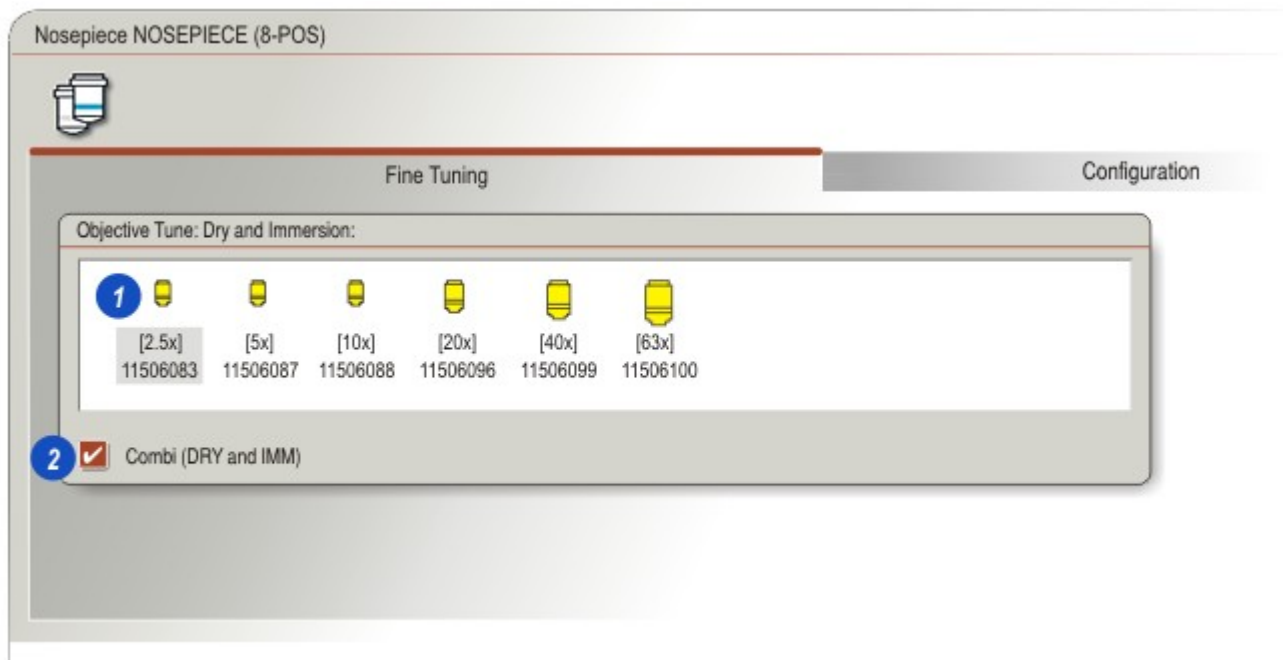 Nosepiece NOSEPIECE (8-POS)
Fine Tuning
Configuration
Objective Tune: Dry and Immersion:
1
[2.5x] [5x] [10x] [20x] [40x] [63x]
11506083 11506087 11506088 11506096 11506099 11506100
2 Combi (DRY and IMM)